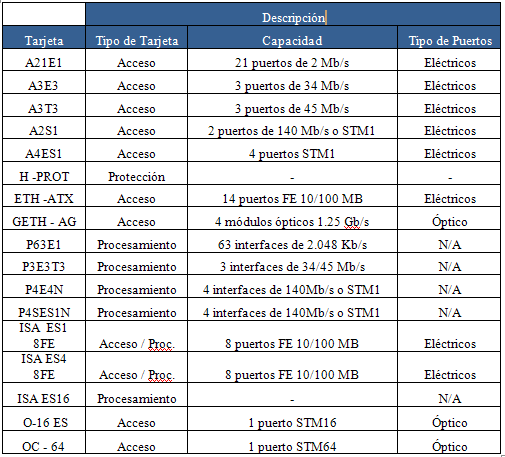 Descripción
Tarjeta Tipo de Tarjeta Capacidad Tipo de Puertos
A21E1 Acceso 21 puertos de 2 Mb/s Eléctricos
A3E3 Acceso 3 puertos de 34 Mb/s Eléctricos
A3T3 Acceso 3 puertos de 45 Mb/s Eléctricos
A2S1 Acceso 2 puertos de 140 Mb/s o STM1 Eléctricos
A4ES1 Acceso 4 puertos STM1 Eléctricos
H -PROT Protección - -
ETH -ATX Acceso 14 puertos FE 10/100 MB Eléctricos
GETH - AG Acceso 4 módulos ópticos 1.25 Gb/s Óptico
P63E1 Procesamiento 63 interfaces de 2.048 Kb/s N/A
P3E3T3 Procesamiento 3 interfaces de 34/45 Mb/s N/A
P4E4N Procesamiento 4 interfaces de 140Mb/s o STM1 N/A
P4SES1N Procesamiento 4 interfaces de 140Mb/s o STM1 N/A
ISA ES1
8FE Acceso / Proc. 8 puertos FE 10/100 MB Eléctricos
ISA ES4
8FE Acceso / Proc. 8 puertos FE 10/100 MB Eléctricos
ISA ES16 Procesamiento - N/A
O-16 ES Acceso 1 puerto STM16 Óptico
OC - 64 Acceso 1 puerto STM64 Óptico